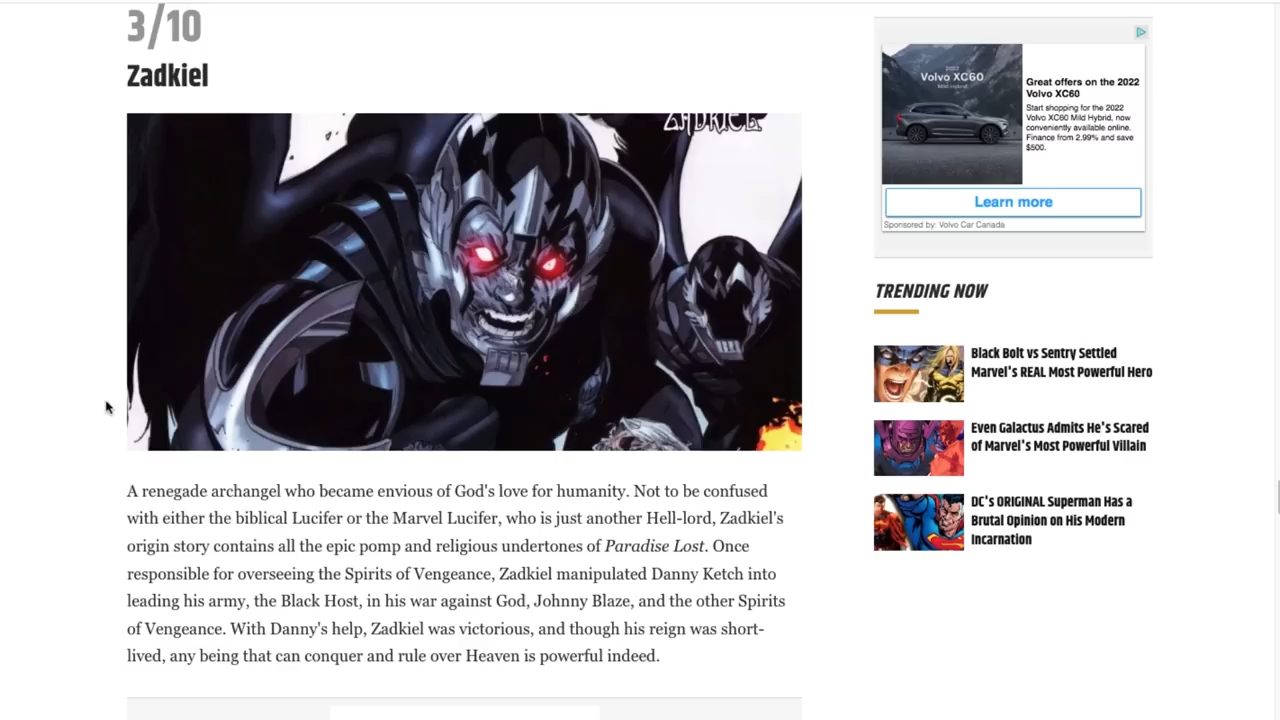 3/10
Zadkiel
ZADKIEL
A renegade archangel who became envious of God's love for humanity. Not to be confused
with either the biblical Lucifer or the Marvel Lucifer, who is just another Hell-lord, Zadkiel's
origin story contains all the epic pomp and religious undertones of Paradise Lost. Once
responsible for overseeing the Spirits of Vengeance, Zadkiel manipulated Danny Ketch into
leading his army, the Black Host, in his war against God, Johnny Blaze, and the other Spirits
of Vengeance. With Danny's help, Zadkiel was victorious, and though his reign was short-
lived, any being that can conquer and rule over Heaven is powerful indeed.
2022
Volvo XC60
Mild Hybrid
Great offers on the 2022
Volvo XC60
Start shopping for the 2022
Volvo XC60 Mild Hybrid, now
conveniently available online.
Finance from 2.99% and save
$500.
Learn more
Sponsored by: Volvo Car Canada
TRENDING NOW
Black Bolt vs Sentry Settled
Marvel's REAL Most Powerful Hero
Even Galactus Admits He's Scared
of Marvel's Most Powerful Villain
DC's ORIGINAL Superman Has a
Brutal Opinion on His Modern
Incarnation